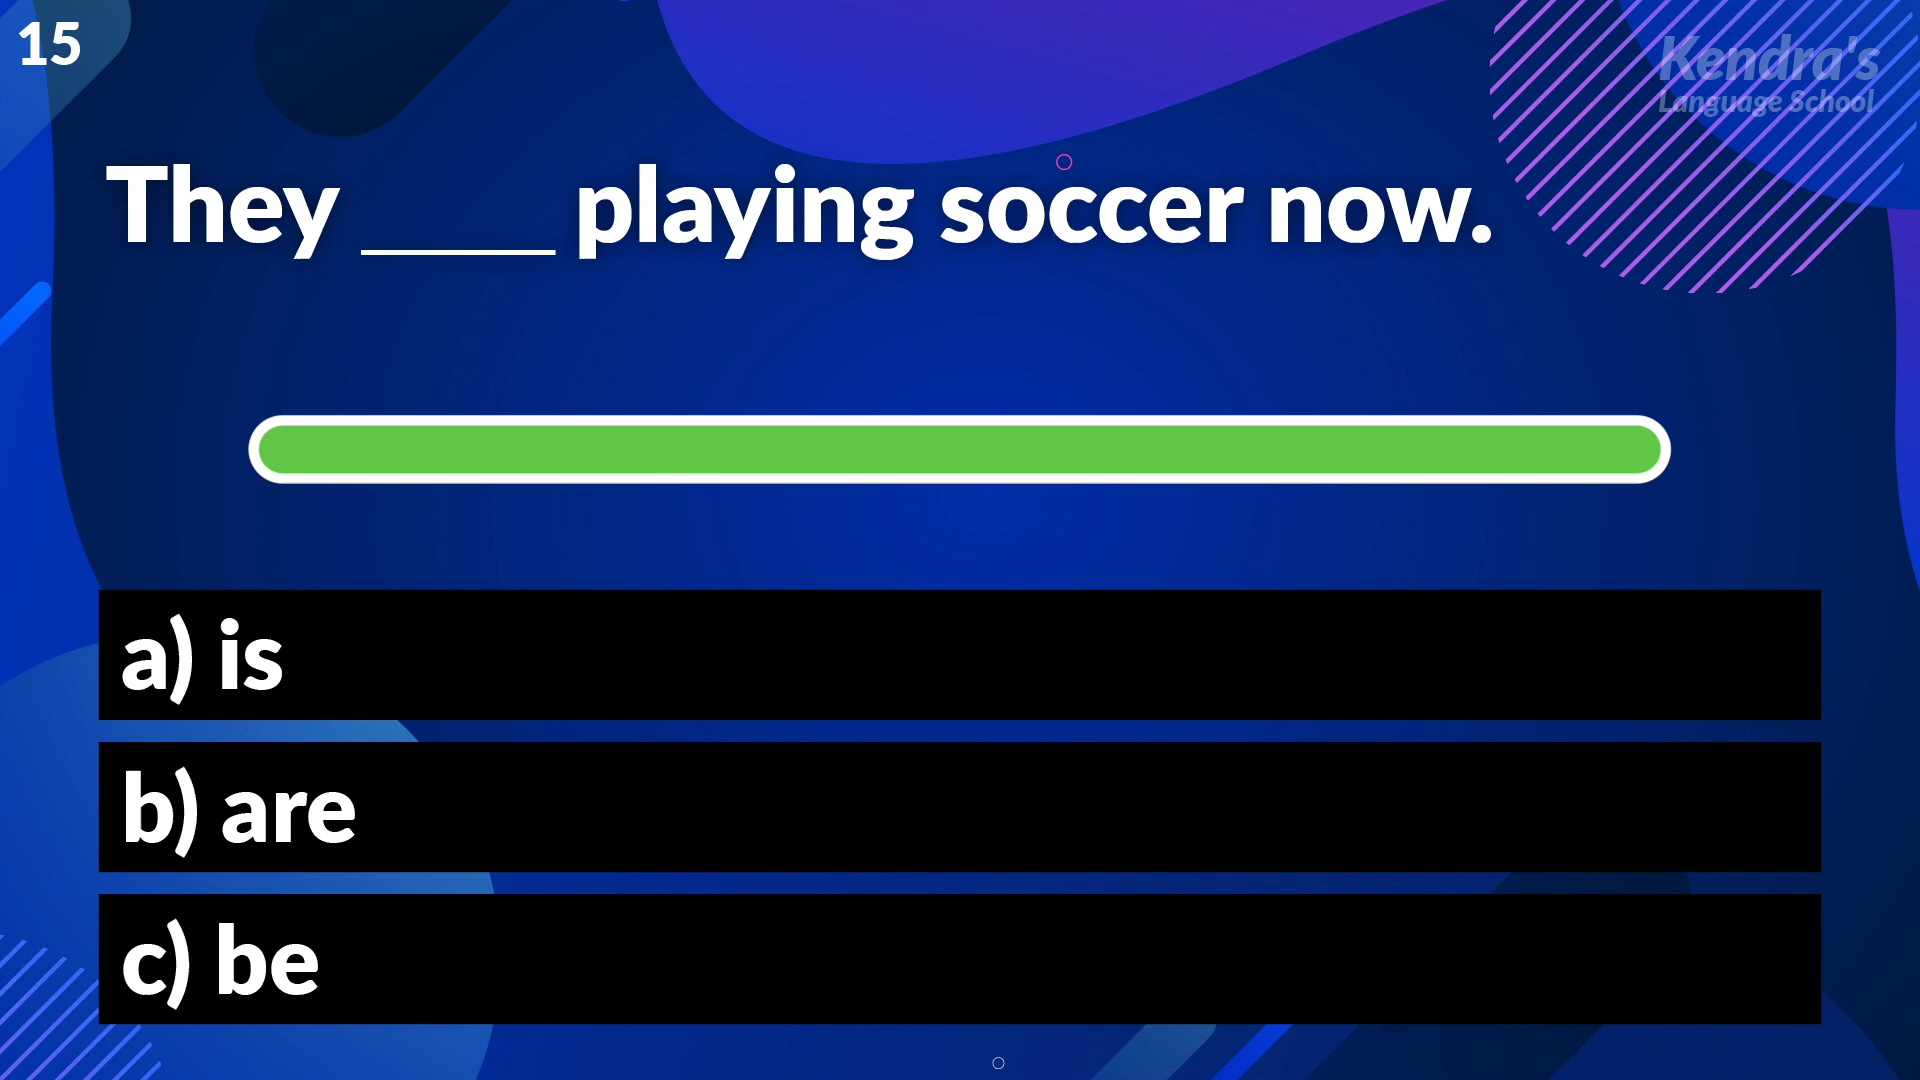 15
Kendra's
Language School
They ____ playing soccer now.
a) is
b) are
c) be